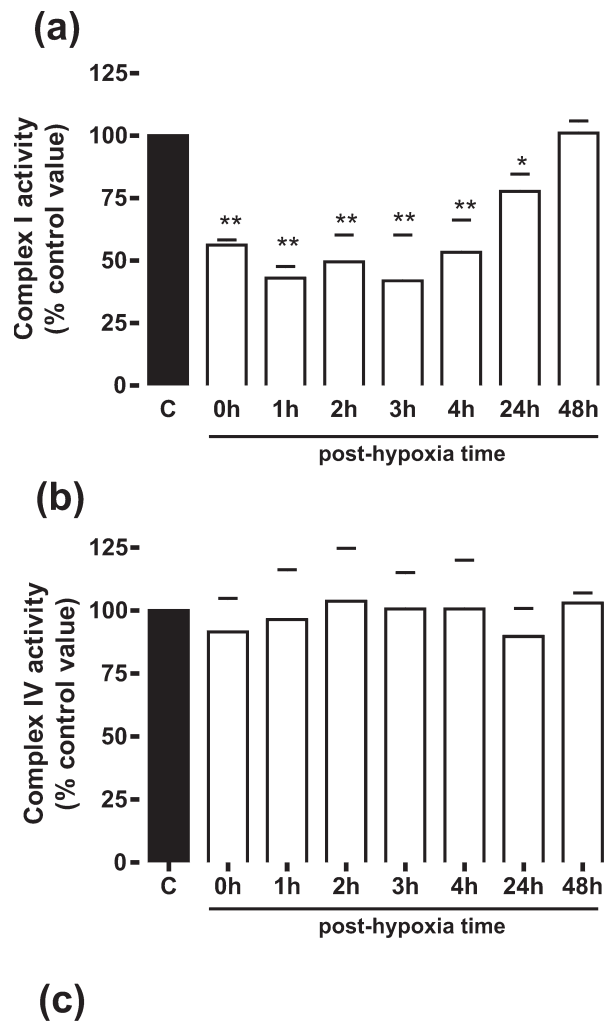 (a)
Complex I activity
(% control value)
125
100
75
50
25
0
** ** ** ** ** *
C 0h 1h 2h 3h 4h 24h 48h
post-hypoxia time
(b)
Complex IV activity
(% control value)
125
100
75
50
25
0
C 0h 1h 2h 3h 4h 24h 48h
post-hypoxia time
(c)